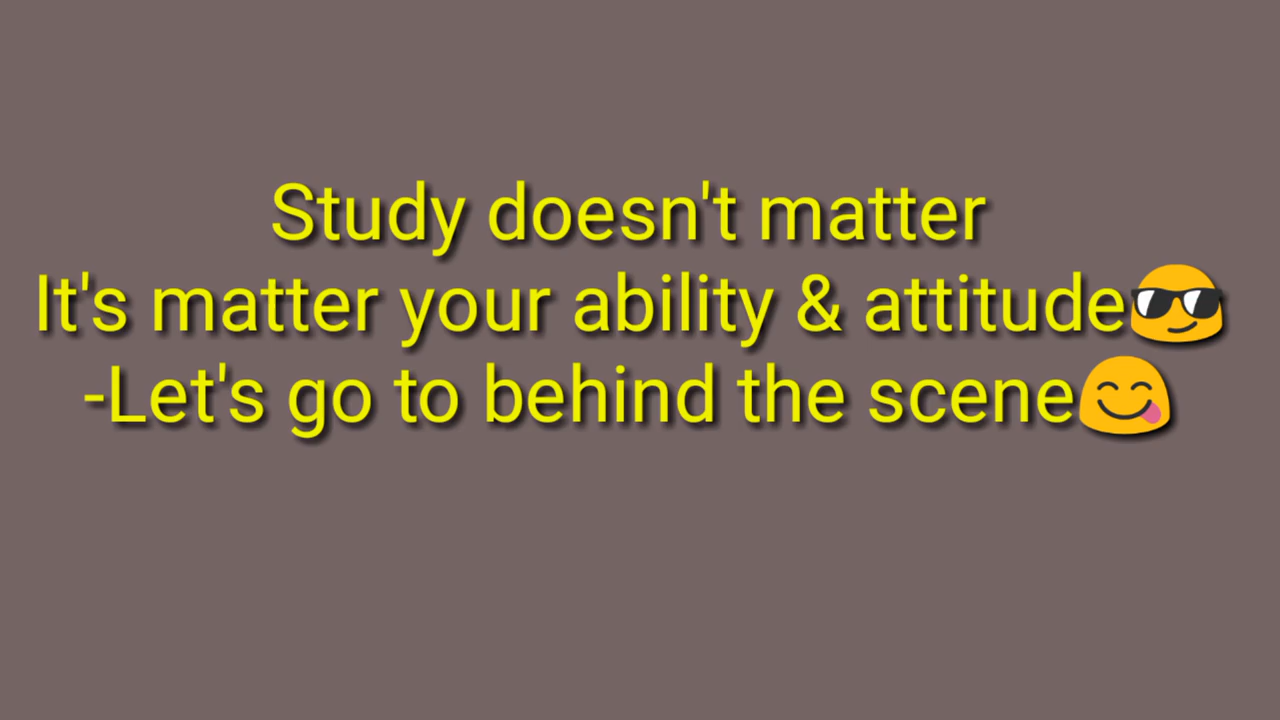 Study doesn't matter
It's matter your ability & attitude😎
-Let's go to behind the scene😋